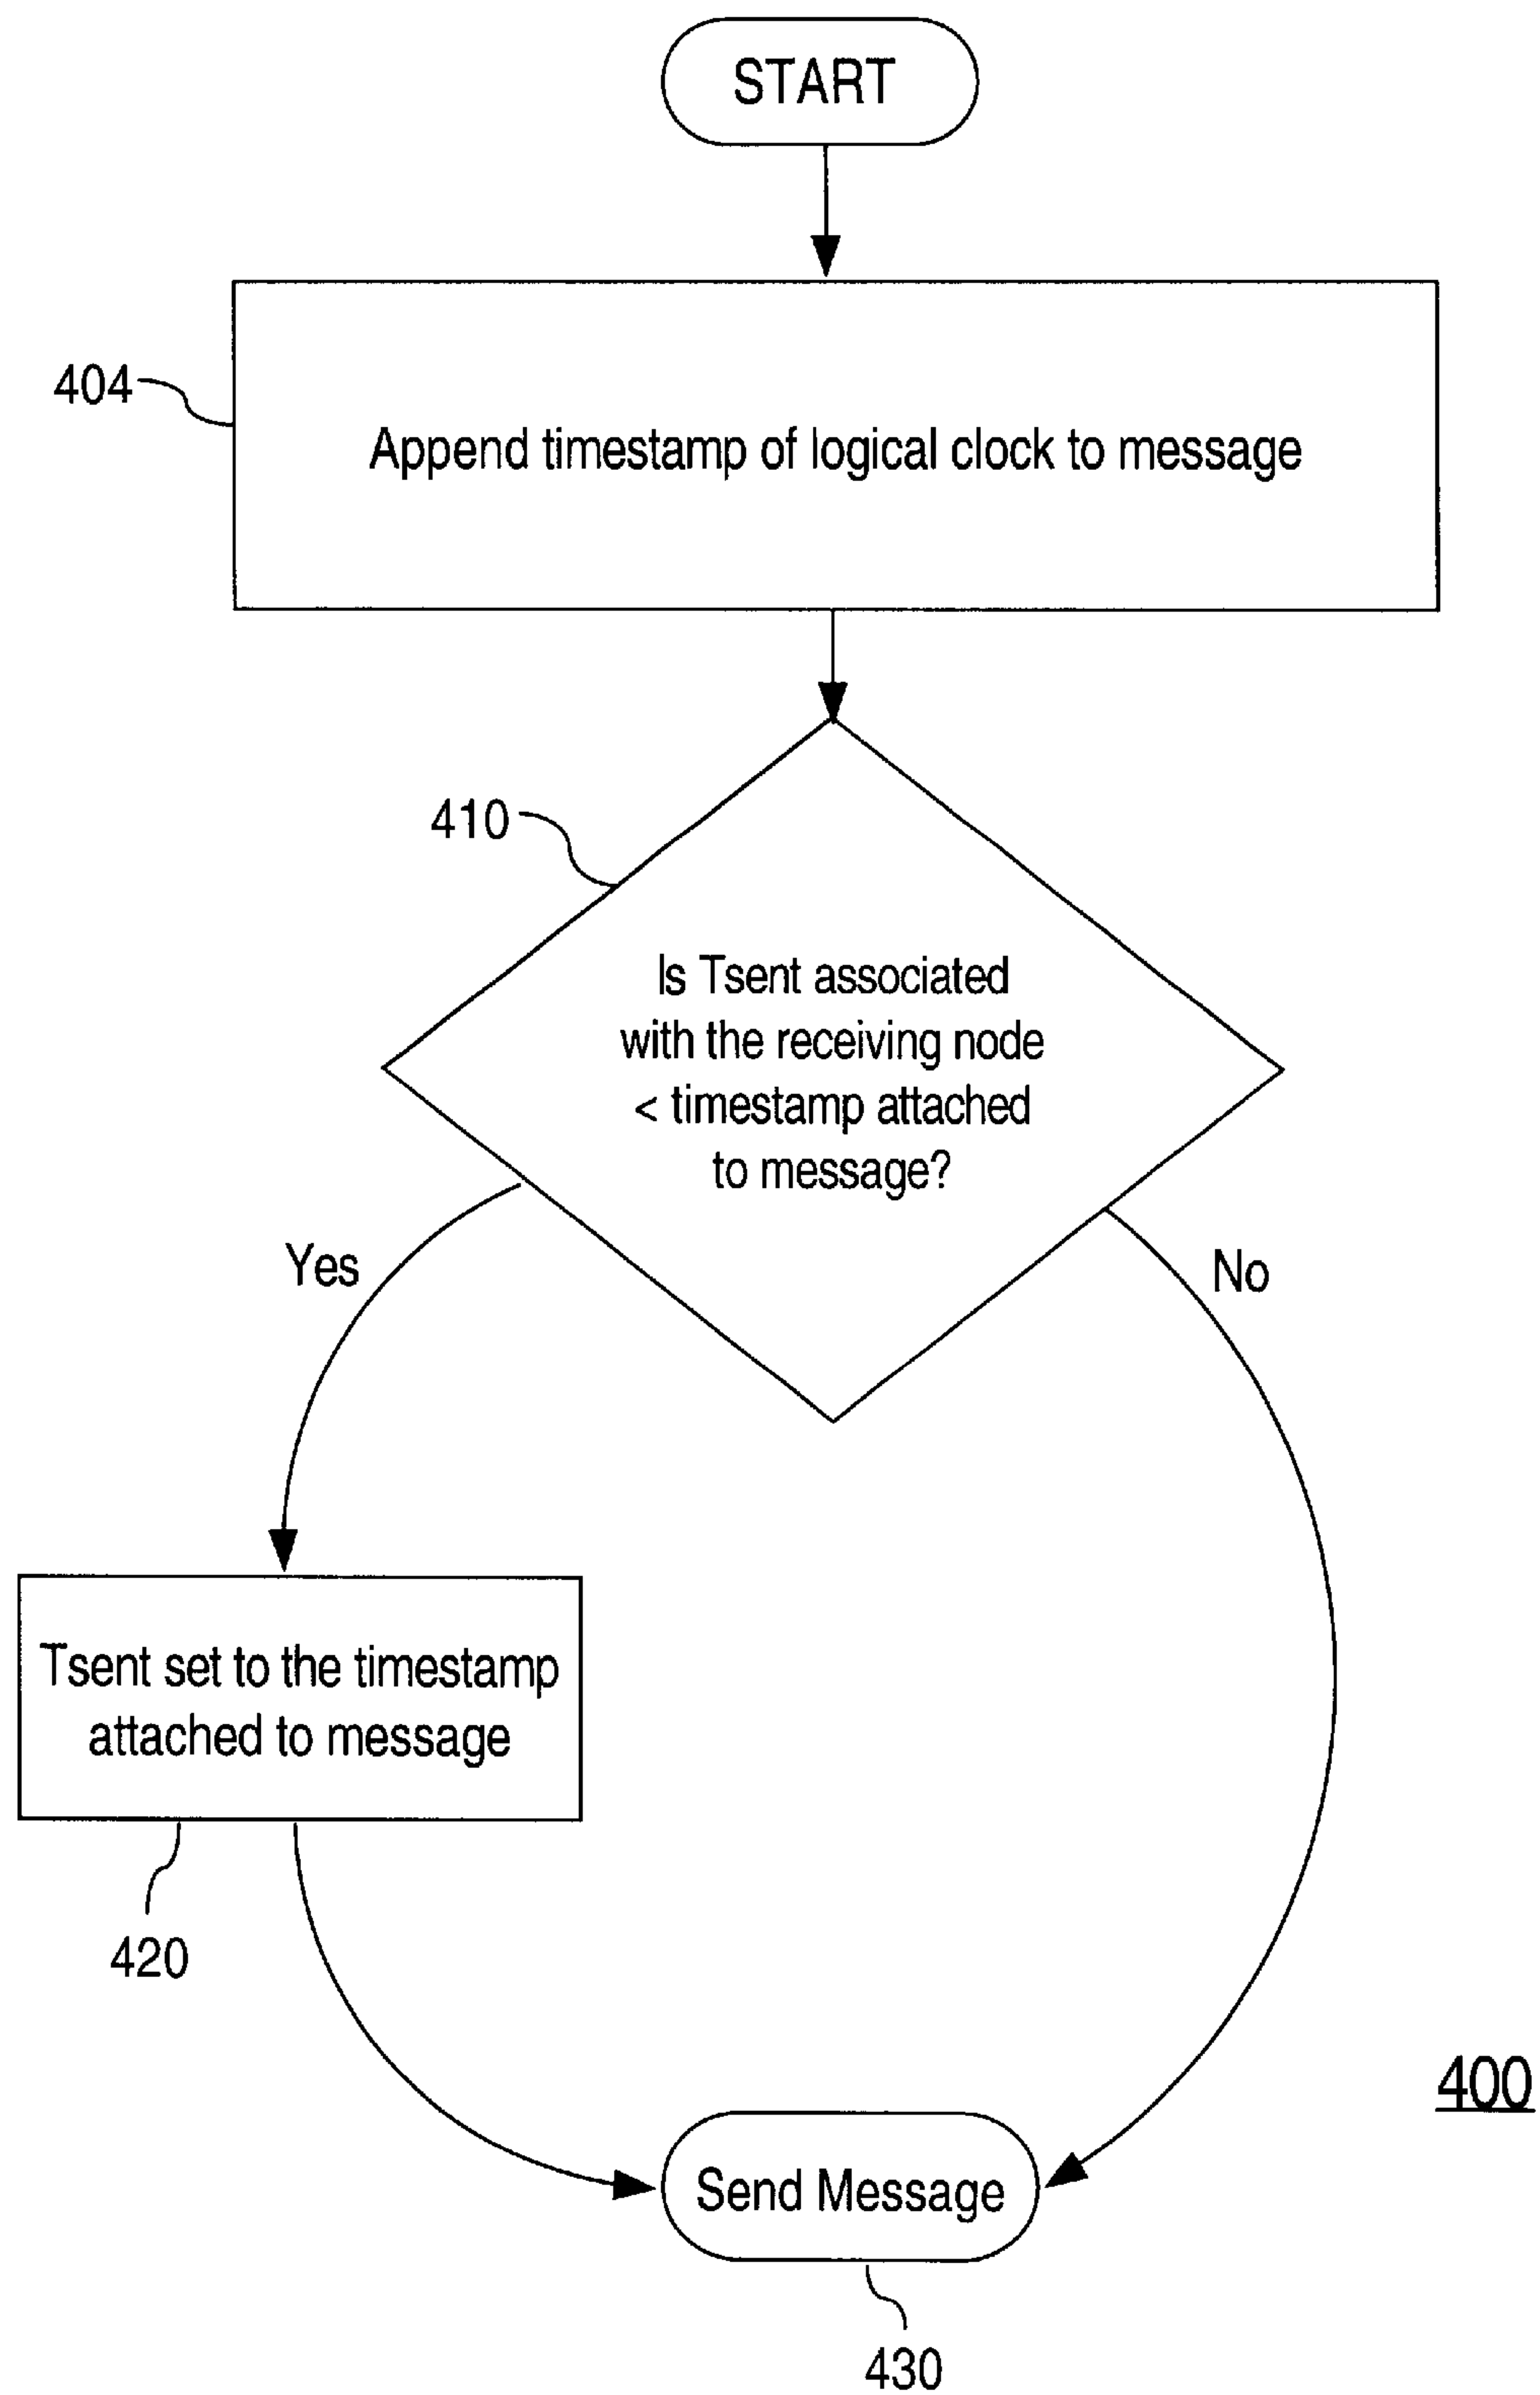 START
404
Append timestamp of logical clock to message
410
Is Tsent associated
with the receiving node
< timestamp attached
to message?
Yes
No
Tsent set to the timestamp
attached to message
420
400
Send Message
430